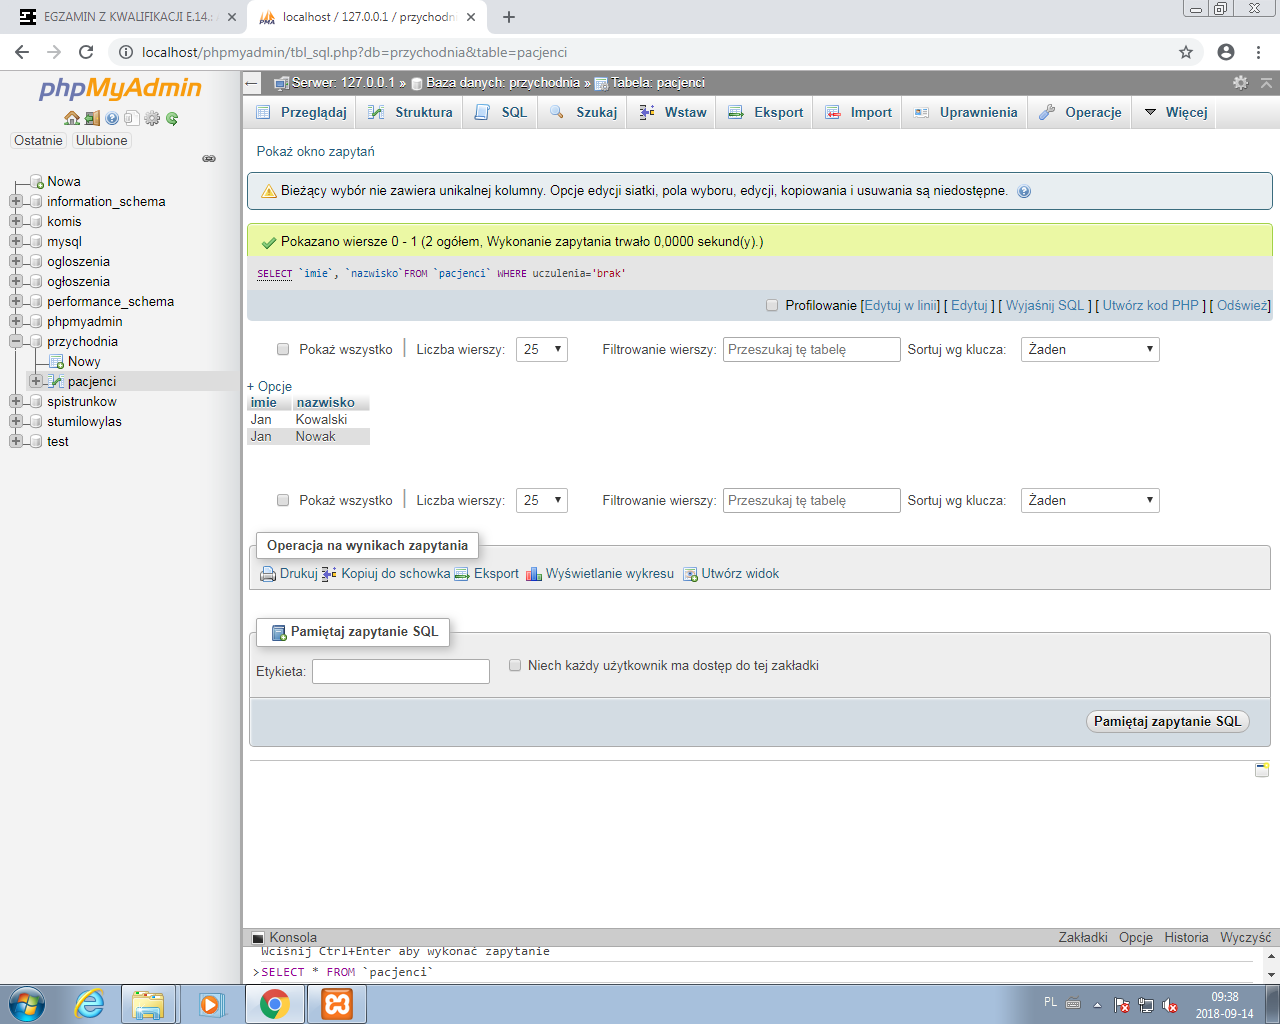 EGZAMIN Z KWALIFIKACJI E.14.
localhost / 127.0.0.1 / przychodni
localhost/phpmyadmin/tbl_sql.php?db=przychodnia&table=pacjenci
phpMyAdmin
Ostatnie Ulubione
Nowa
information_schema
komis
mysql
ogloszenia
ogłoszenia
performance_schema
phpmyadmin
przychodnia
Nowy
pacjenci
spistrunkow
stumilowylas
test
Serwer: 127.0.0.1 » Baza danych: przychodnia » Tabela: pacjenci
Przeglądaj Struktura SQL Szukaj Wstaw Eksport Import Uprawnienia Operacje Więcej
Pokaż okno zapytań
Bieżący wybór nie zawiera unikalnej kolumny. Opcje edycji siatki, pola wyboru, edycji, kopiowania i usuwania są niedostępne.
Pokazano wiersze 0 - 1 (2 ogółem, Wykonanie zapytania trwało 0,0000 sekund(y).)
SELECT `imie`, `nazwisko`FROM `pacjenci` WHERE uczulenia='brak'
Profilowanie [Edytuj w linii] [ Edytuj ] [ Wyjaśnij SQL ] [ Utwórz kod PHP ] [ Odśwież]
Pokaż wszystko Liczba wierszy: 25 Filtrowanie wierszy: Przeszukaj tę tabelę Sortuj wg klucza: Żaden
+ Opcje
imie nazwisko
Jan Kowalski
Jan Nowak
Pokaż wszystko Liczba wierszy: 25 Filtrowanie wierszy: Przeszukaj tę tabelę Sortuj wg klucza: Żaden
Operacja na wynikach zapytania
Drukuj Kopiuj do schowka Eksport Wyświetlanie wykresu Utwórz widok
Pamiętaj zapytanie SQL
Etykieta: Niech każdy użytkownik ma dostęp do tej zakładki
Pamiętaj zapytanie SQL
Konsola Zakładki Opcje Historia Wyczyść
Wciśnij Ctrl+Enter aby wykonać zapytanie
>SELECT * FROM `pacjenci`
PL 09:38
2018-09-14